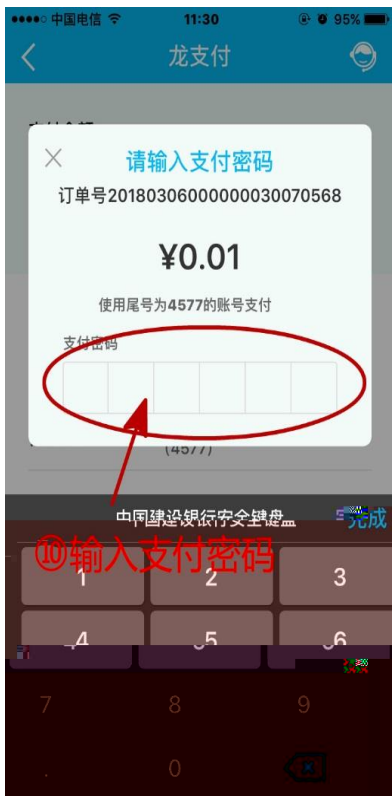 中国电信 11:30 95%
龙支付
请输入支付密码
订单号20180306000000030070568
¥0.01
使用尾号为4577的账号支付
支付密码
(4577)
中国建设银行安全键盘 完成
⑩输入支付密码
1 2 3
4 5 6
7 8 9
. 0